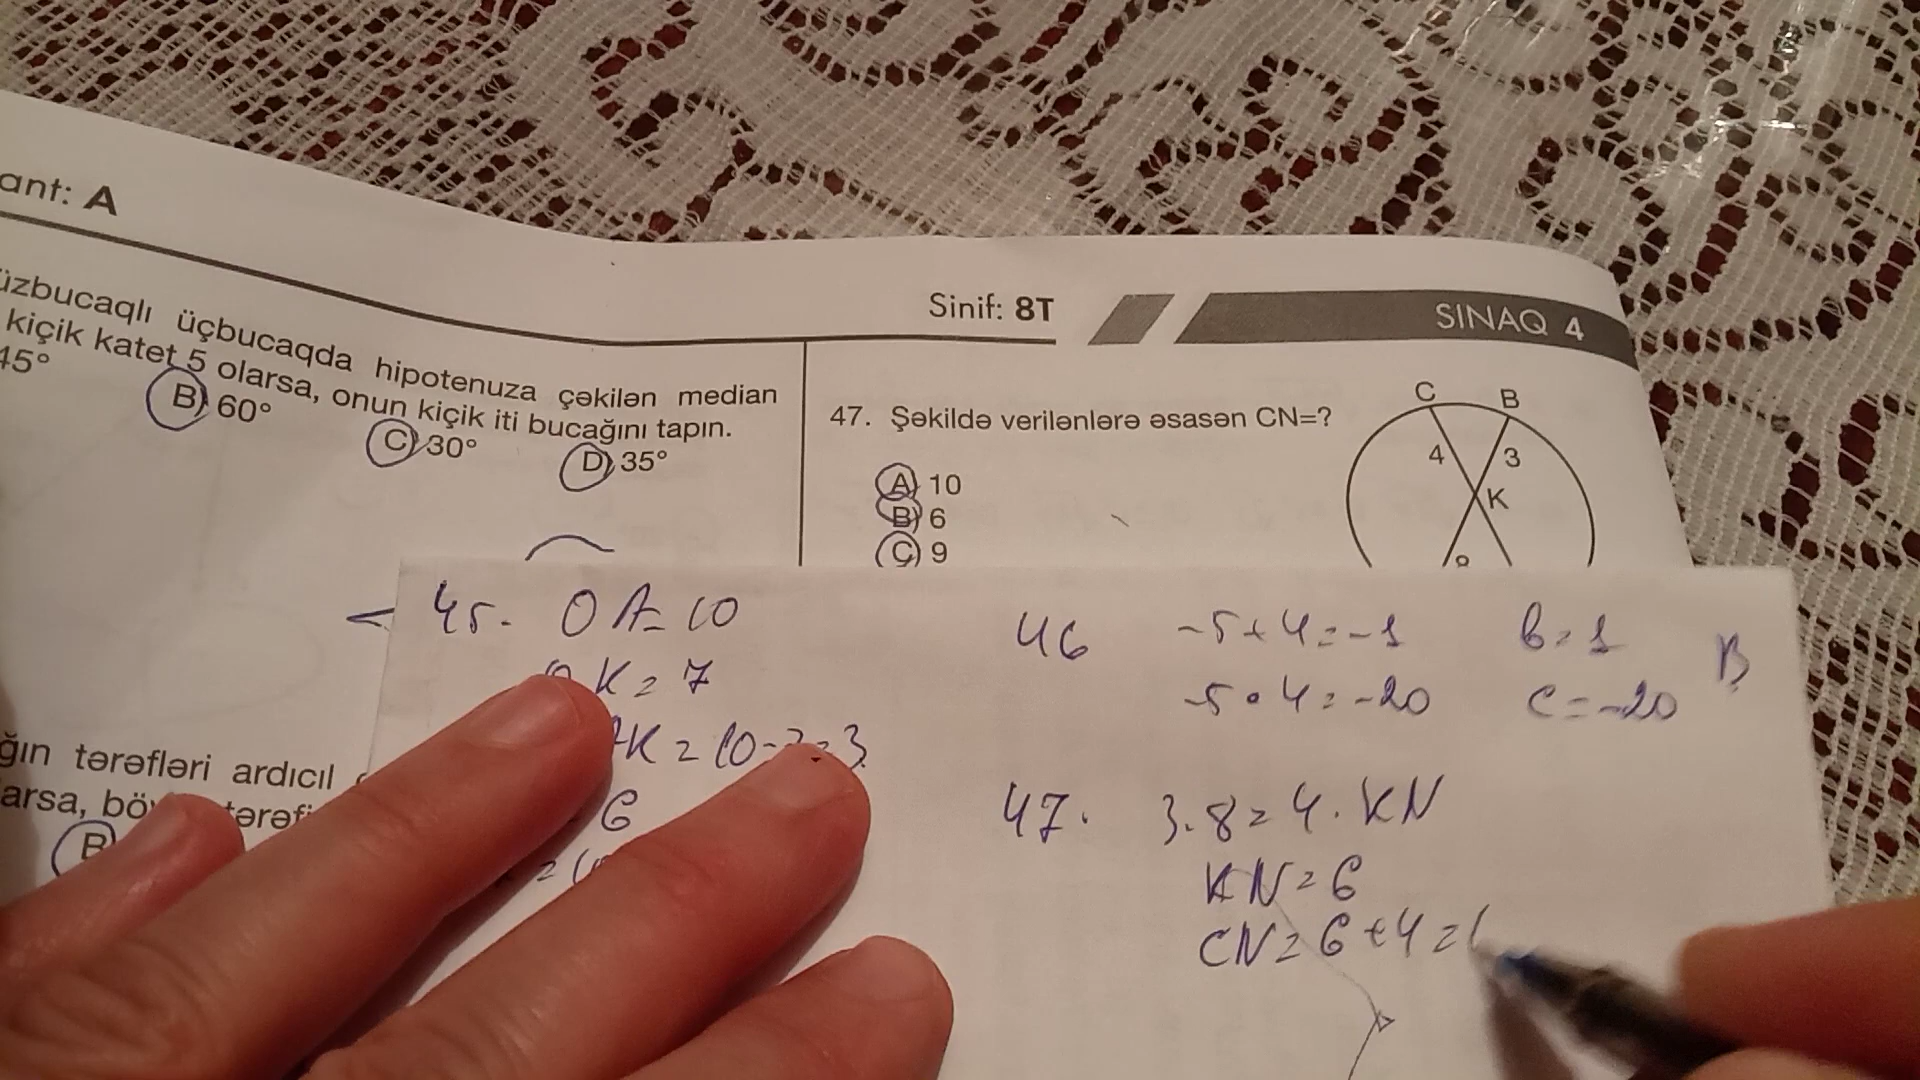 ant: A
Sinif: 8T
SINAQ 4
üzbucaqlı üçbucaqda hipotenuza çəkilən median
kiçik katet 5 olarsa, onun kiçik iti bucağını tapın.
45°
B) 60°
C) 30°
D) 35°
ğın tərəfləri ardıcıl
arsa,
B)
47. Şəkildə verilənlərə əsasən CN=?
A) 10
B) 6
C) 9
C
B
4
3
K
45. OA=10
OK=7
AK=10-7=3
6
46
-5+4=-1
b=1
B
-5•4=-20
c=-20
47. 3.8=4.KN
KN=6
CN=6+4=